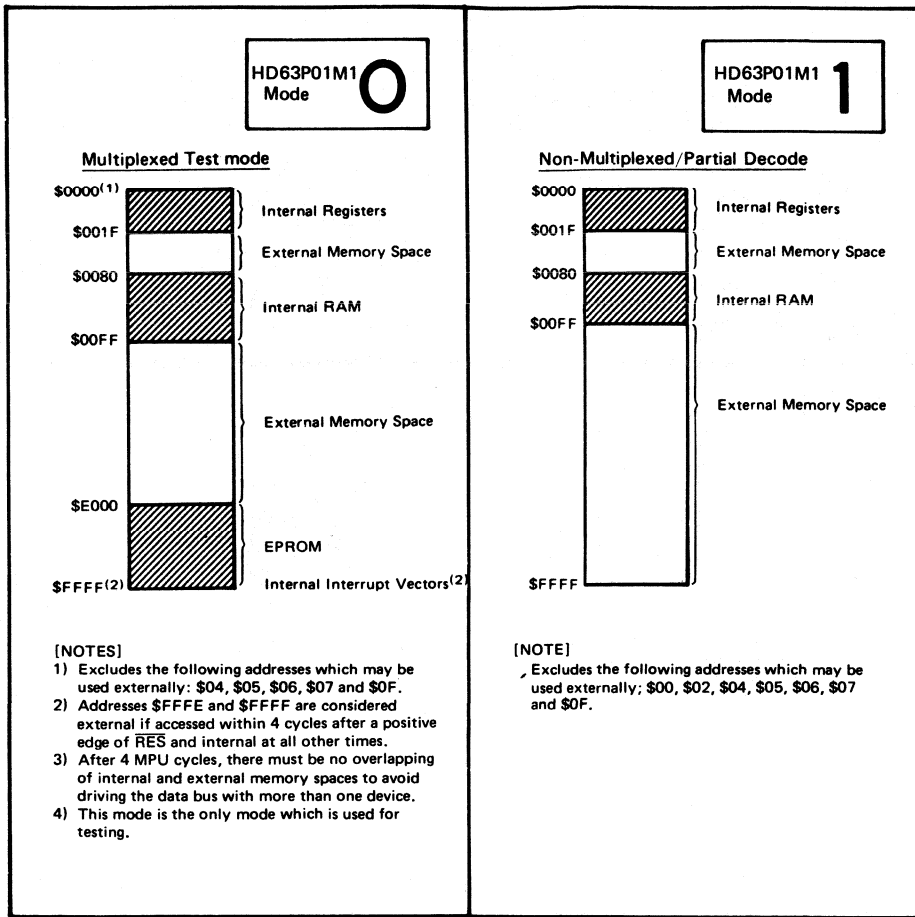 HD63P01M1
Mode
0
Multiplexed Test mode
$0000(1)
Internal Registers
$001F
External Memory Space
$0080
Internal RAM
$00FF
External Memory Space
$E000
EPROM
$FFFF(2)
Internal Interrupt Vectors(2)
[NOTES]
1) Excludes the following addresses which may be
used externally: $04, $05, $06, $07 and $0F.
2) Addresses $FFFE and $FFFF are considered
external if accessed within 4 cycles after a positive
edge of R̅E̅S̅ and internal at all other times.
3) After 4 MPU cycles, there must be no overlapping
of internal and external memory spaces to avoid
driving the data bus with more than one device.
4) This mode is the only mode which is used for
testing.
HD63P01M1
Mode
1
Non-Multiplexed/Partial Decode
$0000
Internal Registers
$001F
External Memory Space
$0080
Internal RAM
$00FF
External Memory Space
$FFFF
[NOTE]
Excludes the following addresses which may be
used externally; $00, $02, $04, $05, $06, $07
and $0F.